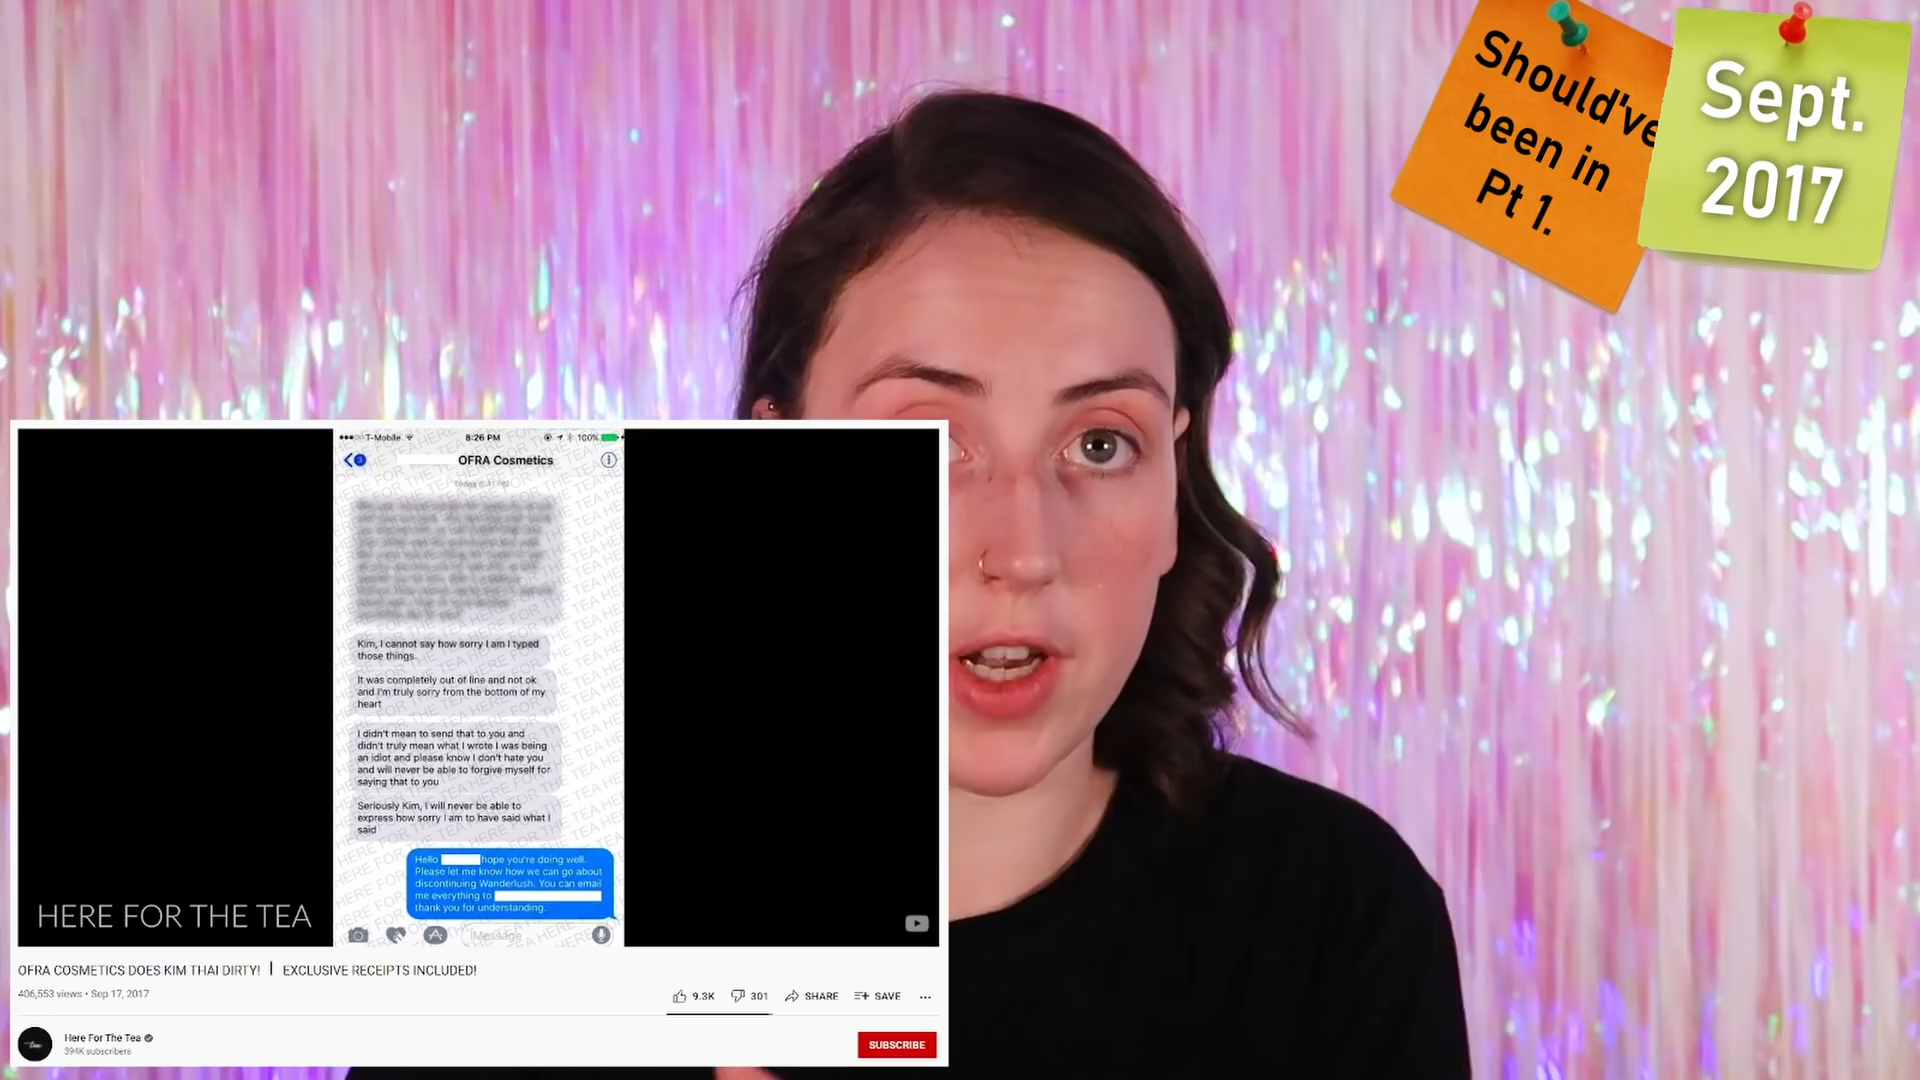 Should've
been in
Pt 1.
Sept.
2017
T-Mobile
8:26 PM
100%
3
OFRA Cosmetics
Kim, I cannot say how sorry I am I typed
those things.
It was completely out of line and not ok
and I'm truly sorry from the bottom of my
heart
I didn't mean to send that to you and
didn't truly mean what I wrote I was being
an idiot and please know I don't hate you
and will never be able to forgive myself for
saying that to you
Seriously Kim, I will never be able to
express how sorry I am to have said what I
said
Hello hope you're doing well.
Please let me know how we can go about
discontinuing Wanderlush. You can email
me everything to
thank you for understanding.
iMessage
HERE FOR THE TEA
OFRA COSMETICS DOES KIM THAI DIRTY! | EXCLUSIVE RECEIPTS INCLUDED!
406,553 views • Sep 17, 2017
9.3K 301 SHARE SAVE ...
Here For The Tea
394K subscribers
SUBSCRIBE